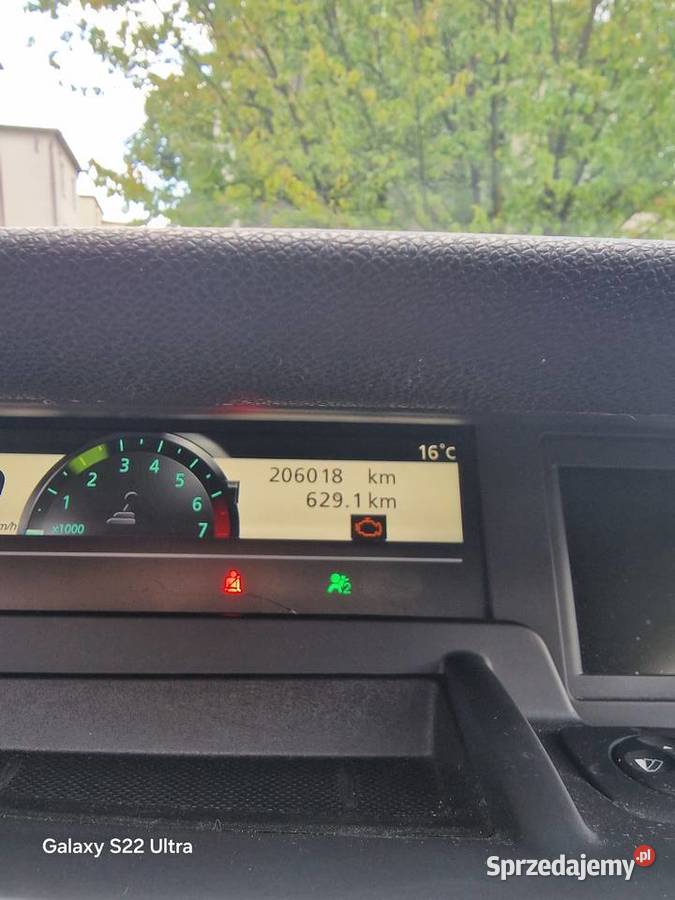 16°C
206018 km
629.1 km
1 2 3 4 5 6 7
x1000
m/h
2
Galaxy S22 Ultra
Sprzedajemy.pl